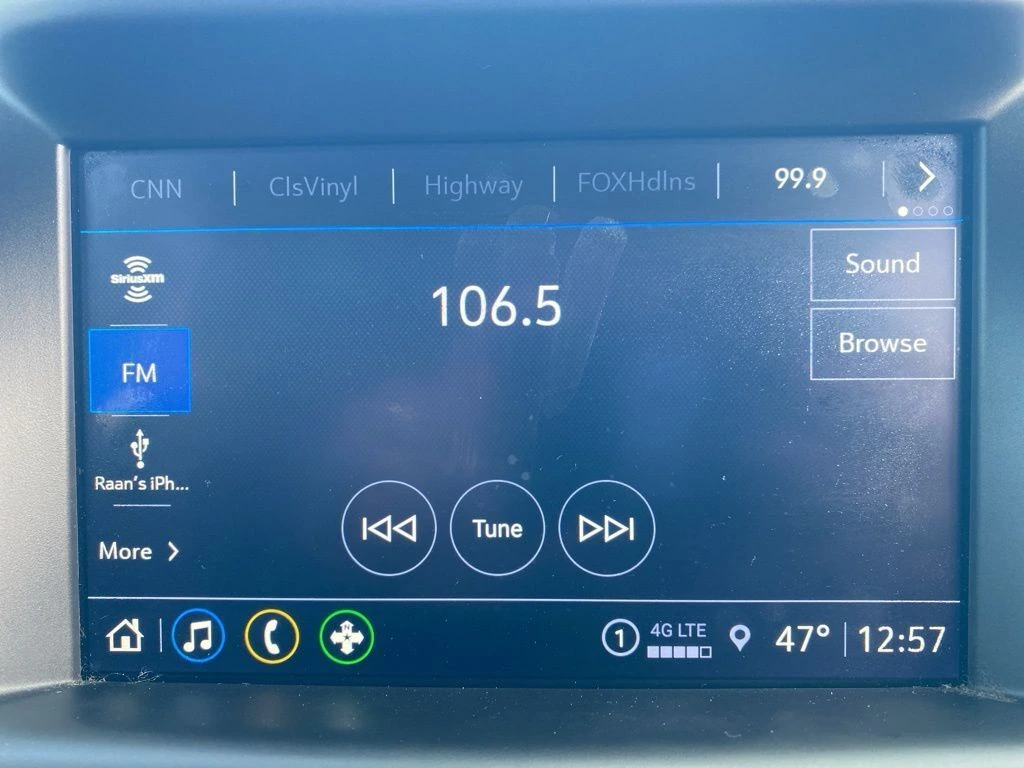 CNN ClsVinyl Highway FOXHdlns 99.9
SiriusXM
Sound
106.5
Browse
FM
Raan's iPh...
Tune
More
N
1 4G LTE 47° 12:57